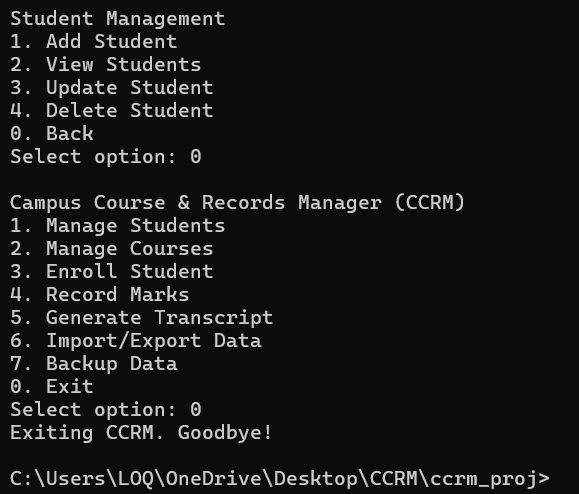 Student Management
1. Add Student
2. View Students
3. Update Student
4. Delete Student
0. Back
Select option: 0

Campus Course & Records Manager (CCRM)
1. Manage Students
2. Manage Courses
3. Enroll Student
4. Record Marks
5. Generate Transcript
6. Import/Export Data
7. Backup Data
0. Exit
Select option: 0
Exiting CCRM. Goodbye!

C:\Users\LOQ\OneDrive\Desktop\CCRM\ccrm_proj>